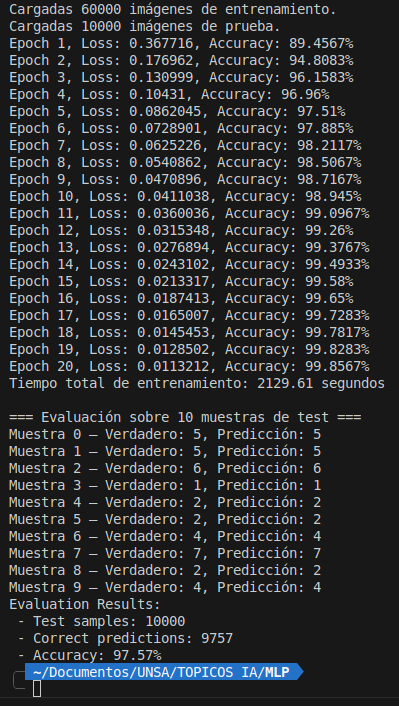 Cargadas 60000 imágenes de entrenamiento.
Cargadas 10000 imágenes de prueba.
Epoch 1, Loss: 0.367716, Accuracy: 89.4567%
Epoch 2, Loss: 0.176962, Accuracy: 94.8083%
Epoch 3, Loss: 0.130999, Accuracy: 96.1583%
Epoch 4, Loss: 0.10431, Accuracy: 96.96%
Epoch 5, Loss: 0.0862045, Accuracy: 97.51%
Epoch 6, Loss: 0.0728901, Accuracy: 97.885%
Epoch 7, Loss: 0.0625226, Accuracy: 98.2117%
Epoch 8, Loss: 0.0540862, Accuracy: 98.5067%
Epoch 9, Loss: 0.0470896, Accuracy: 98.7167%
Epoch 10, Loss: 0.0411038, Accuracy: 98.945%
Epoch 11, Loss: 0.0360036, Accuracy: 99.0967%
Epoch 12, Loss: 0.0315348, Accuracy: 99.26%
Epoch 13, Loss: 0.0276894, Accuracy: 99.3767%
Epoch 14, Loss: 0.0243102, Accuracy: 99.4933%
Epoch 15, Loss: 0.0213317, Accuracy: 99.58%
Epoch 16, Loss: 0.0187413, Accuracy: 99.65%
Epoch 17, Loss: 0.0165007, Accuracy: 99.7283%
Epoch 18, Loss: 0.0145453, Accuracy: 99.7817%
Epoch 19, Loss: 0.0128502, Accuracy: 99.8283%
Epoch 20, Loss: 0.0113212, Accuracy: 99.8567%
Tiempo total de entrenamiento: 2129.61 segundos

=== Evaluación sobre 10 muestras de test ===
Muestra 0 — Verdadero: 5, Predicción: 5
Muestra 1 — Verdadero: 5, Predicción: 5
Muestra 2 — Verdadero: 6, Predicción: 6
Muestra 3 — Verdadero: 1, Predicción: 1
Muestra 4 — Verdadero: 2, Predicción: 2
Muestra 5 — Verdadero: 2, Predicción: 2
Muestra 6 — Verdadero: 4, Predicción: 4
Muestra 7 — Verdadero: 7, Predicción: 7
Muestra 8 — Verdadero: 2, Predicción: 2
Muestra 9 — Verdadero: 4, Predicción: 4
Evaluation Results:
- Test samples: 10000
- Correct predictions: 9757
- Accuracy: 97.57%
~/Documentos/UNSA/TOPICOS IA/MLP